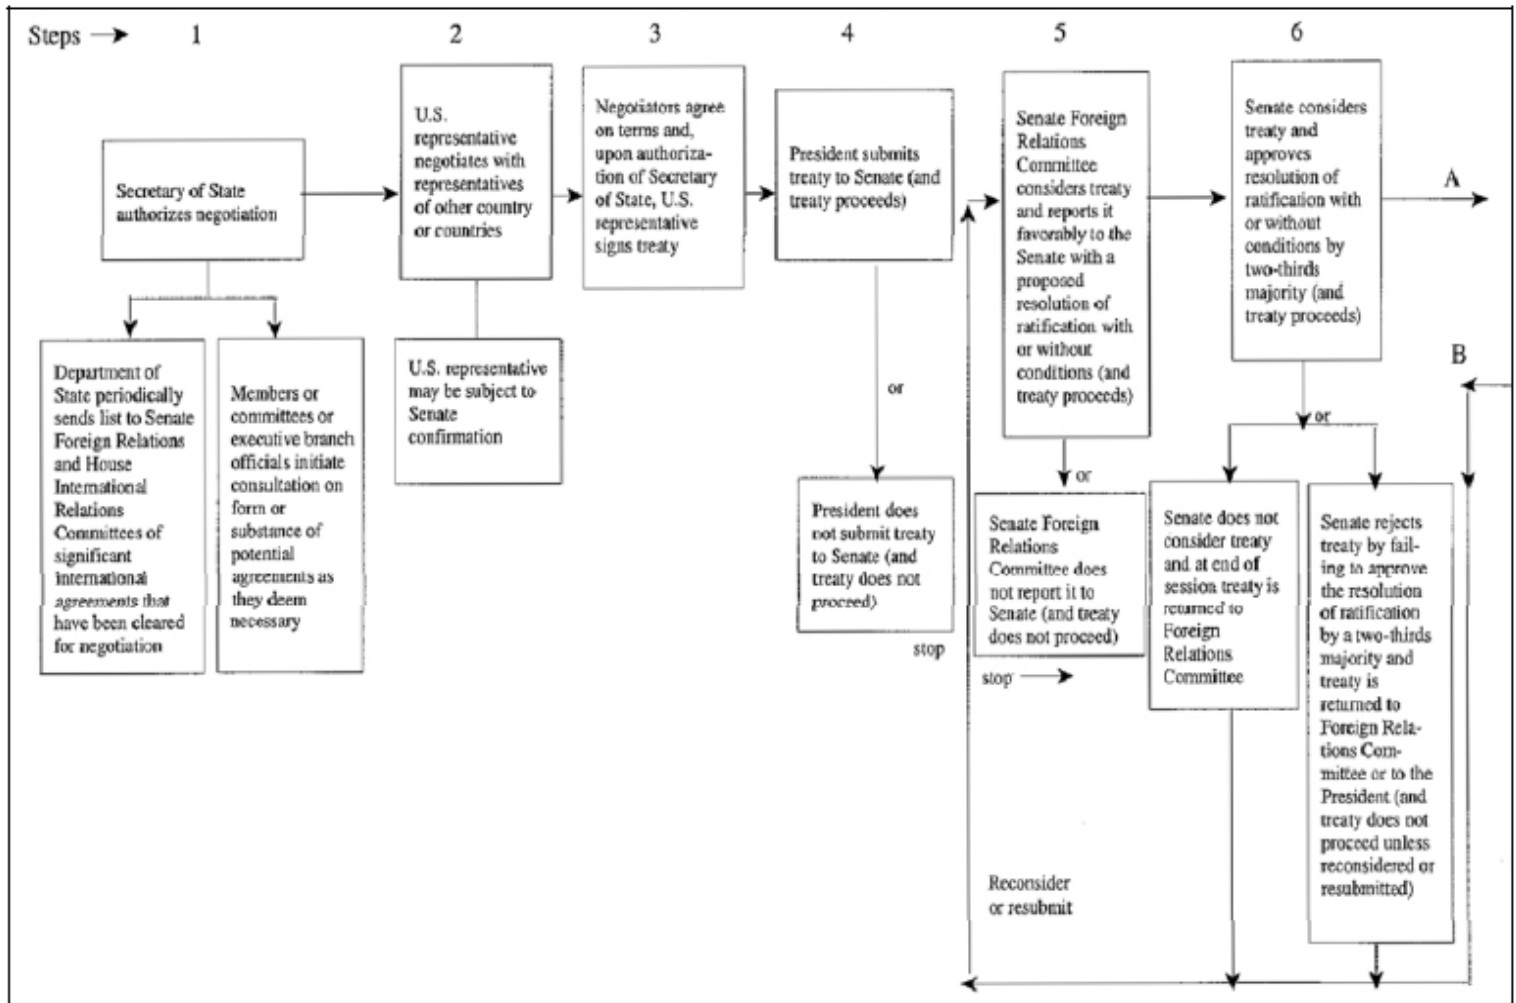 Steps
1
2
3
4
5
6
Secretary of State
authorizes negotiation
Department of
State periodically
sends list to Senate
Foreign Relations
and House
International
Relations
Committees of
significant
international
agreements that
have been cleared
for negotiation
Members or
committees or
executive branch
officials initiate
consultation on
form or
substance of
potential
agreements as
they deem
necessary
U.S.
representative
negotiates with
representatives
of other country
or countries
U.S. representative
may be subject to
Senate
confirmation
Negotiators agree
on terms and,
upon authoriza-
tion of Secretary
of State, U.S.
representative
signs treaty
President submits
treaty to Senate (and
treaty proceeds)
or
President does
not submit treaty
to Senate (and
treaty does not
proceed)
stop
Senate Foreign
Relations
Committee
considers treaty
and reports it
favorably to the
Senate with a
proposed
resolution of
ratification with
or without
conditions (and
treaty proceeds)
or
Senate Foreign
Relations
Committee does
not report it to
Senate (and treaty
does not proceed)
stop
Reconsider
or resubmit
Senate considers
treaty and
approves
resolution of
ratification with
or without
conditions by
two-thirds
majority (and
treaty proceeds)
or
Senate does not
consider treaty
and at end of
session treaty is
returned to
Foreign
Relations
Committee
Senate rejects
treaty by fail-
ing to approve
the resolution
of ratification
by a two-thirds
majority and
treaty is
returned to
Foreign Rela-
tions Com-
mittee or to the
President (and
treaty does not
proceed unless
reconsidered or
resubmitted)
A
B